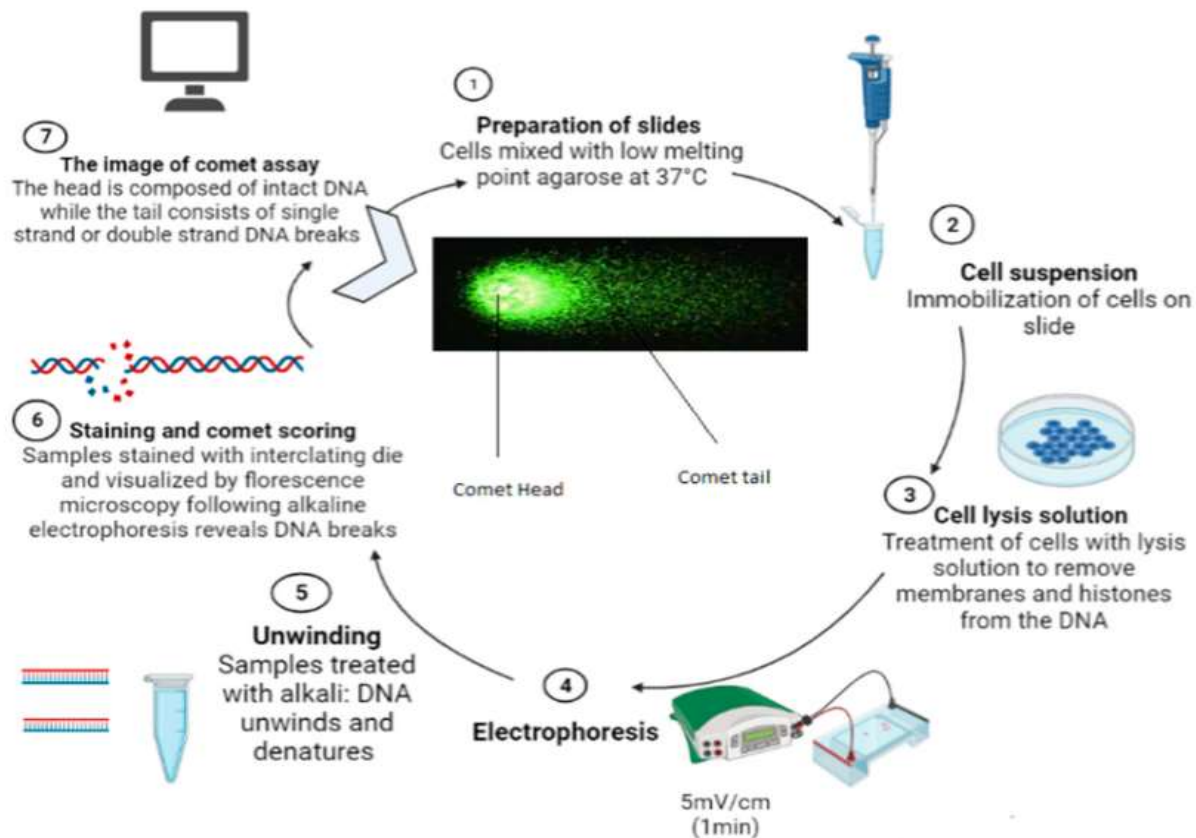 1
Preparation of slides
Cells mixed with low melting
point agarose at 37°C
2
Cell suspension
Immobilization of cells on
slide
3
Cell lysis solution
Treatment of cells with lysis
solution to remove
membranes and histones
from the DNA
4
Electrophoresis
5mV/cm
(1min)
5
Unwinding
Samples treated
with alkali: DNA
unwinds and
denatures
6
Staining and comet scoring
Samples stained with interclating die
and visualized by florescence
microscopy following alkaline
electrophoresis reveals DNA breaks
7
The image of comet assay
The head is composed of intact DNA
while the tail consists of single
strand or double strand DNA breaks
Comet Head
Comet tail